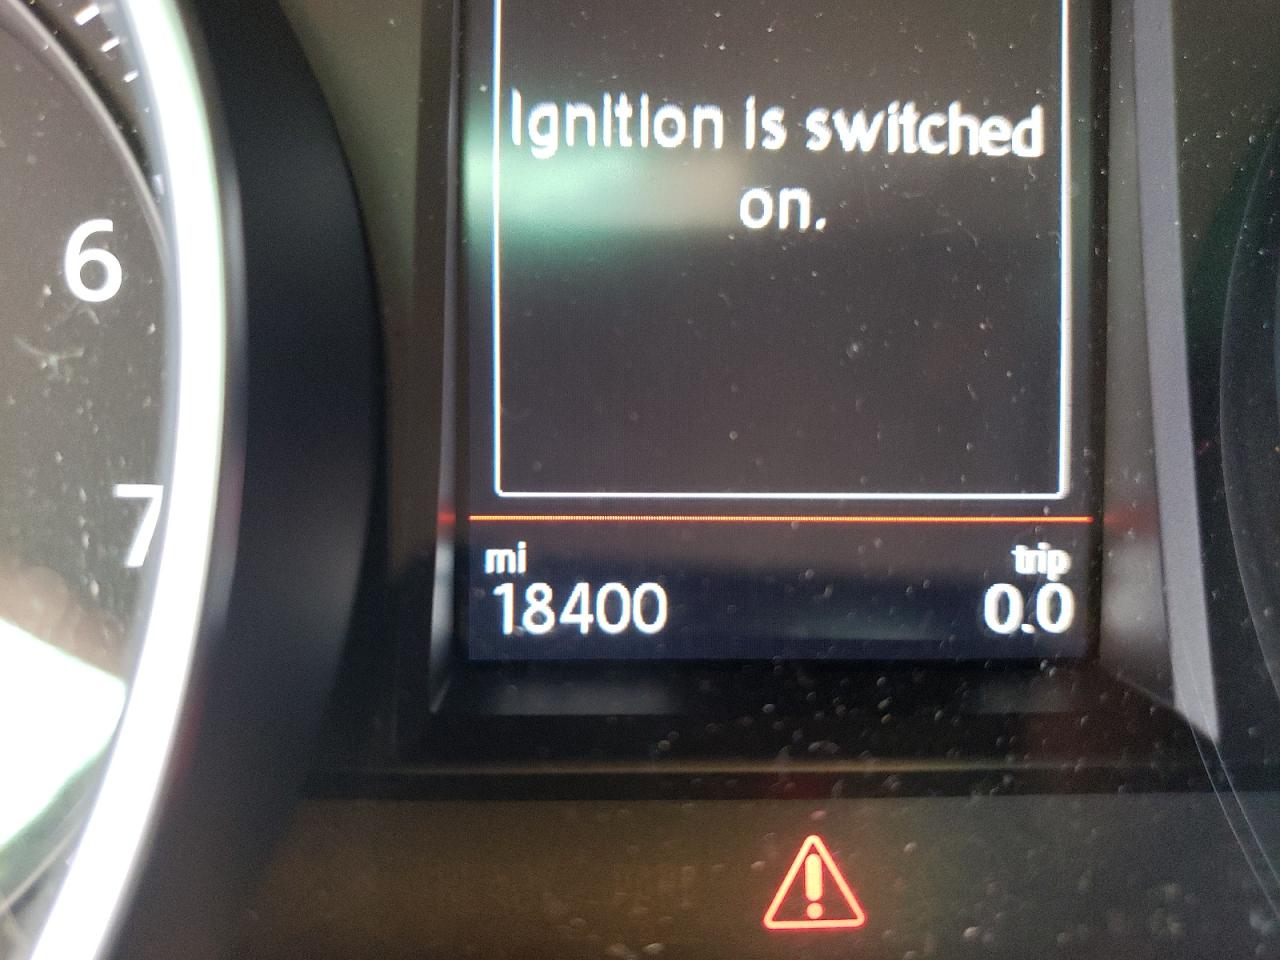 Ignition is switched
on.
6
7
mi
trip
18400
0.0